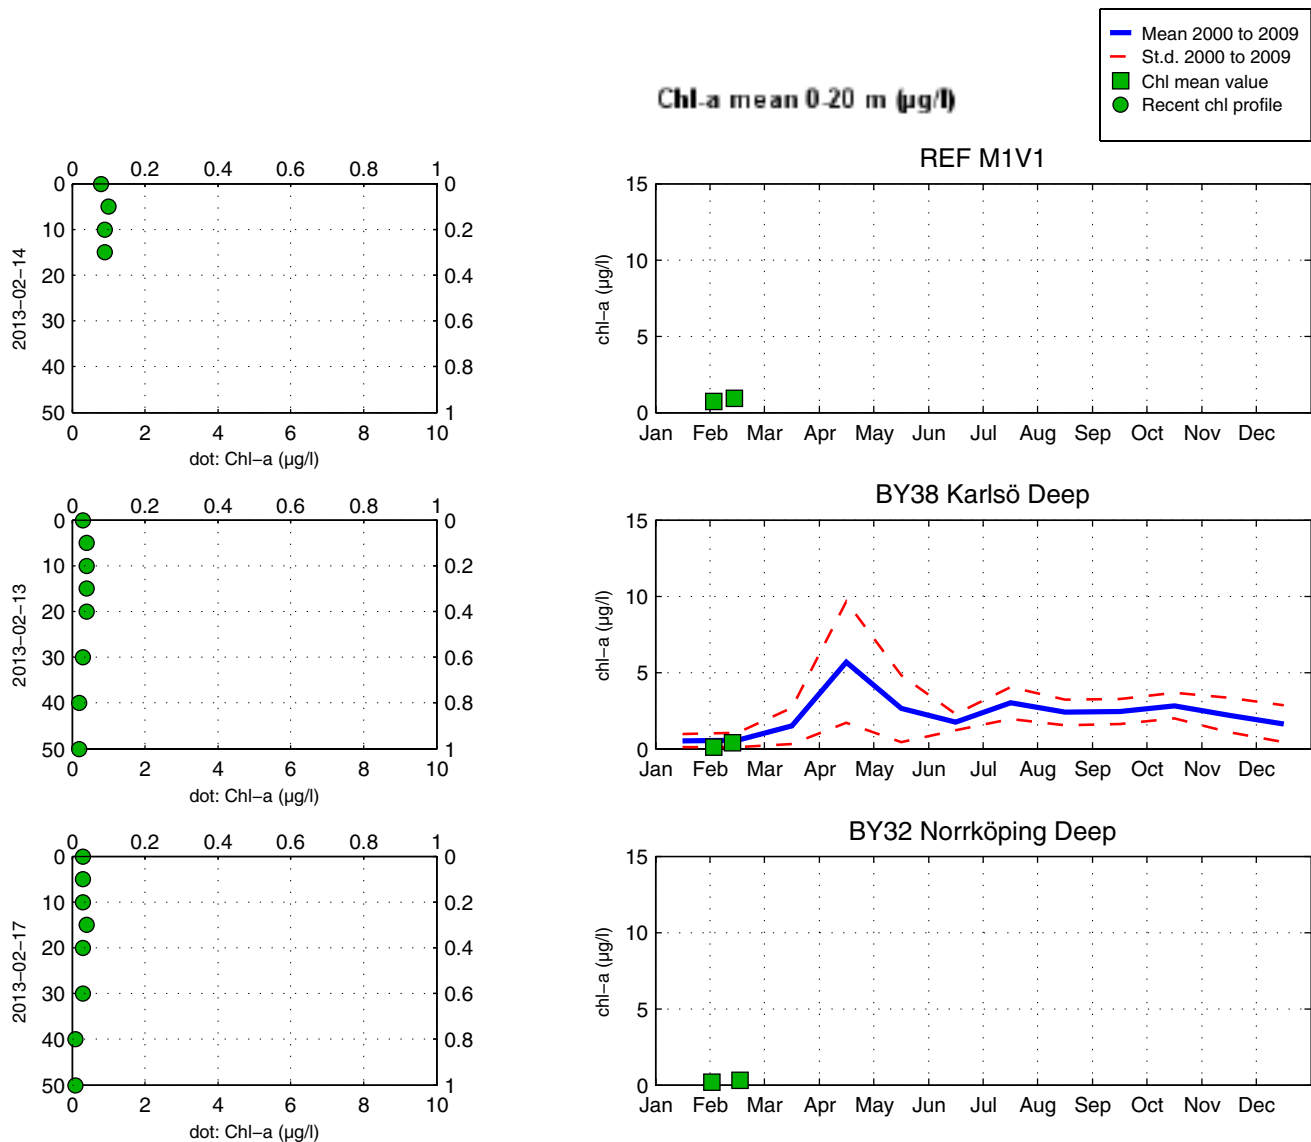 Mean 2000 to 2009
St.d. 2000 to 2009
Chl mean value
Recent chl profile
Chl-a mean 0-20 m (µg/l)
0 0.2 0.4 0.6 0.8 1
0 10 20 30 40 50
0 0.2 0.4 0.6 0.8 1
0 2 4 6 8 10
2013-02-14
dot: Chl-a (µg/l)
REF M1V1
15 10 5 0
chl-a (µg/l)
Jan Feb Mar Apr May Jun Jul Aug Sep Oct Nov Dec
0 0.2 0.4 0.6 0.8 1
0 10 20 30 40 50
0 0.2 0.4 0.6 0.8 1
0 2 4 6 8 10
2013-02-13
dot: Chl-a (µg/l)
BY38 Karlsö Deep
15 10 5 0
chl-a (µg/l)
Jan Feb Mar Apr May Jun Jul Aug Sep Oct Nov Dec
0 0.2 0.4 0.6 0.8 1
0 10 20 30 40 50
0 0.2 0.4 0.6 0.8 1
0 2 4 6 8 10
2013-02-17
dot: Chl-a (µg/l)
BY32 Norrköping Deep
15 10 5 0
chl-a (µg/l)
Jan Feb Mar Apr May Jun Jul Aug Sep Oct Nov Dec